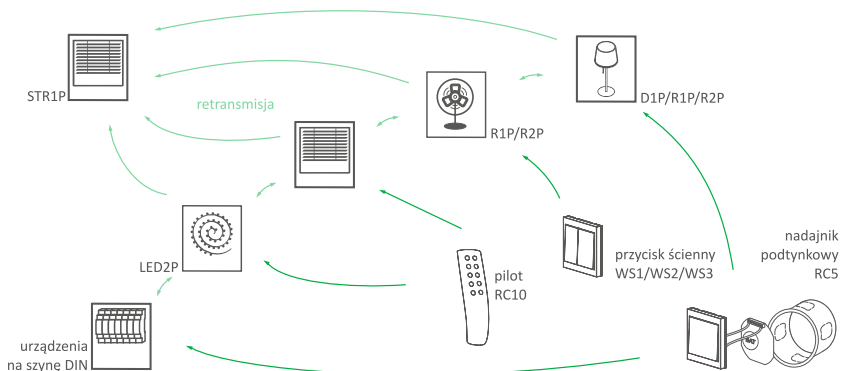 STR1P
retransmisja
R1P/R2P
D1P/R1P/R2P
LED2P
pilot
RC10
przycisk ścienny
WS1/WS2/WS3
nadajnik
podtynkowy
RC5
urządzenia
na szynę DIN
BAT